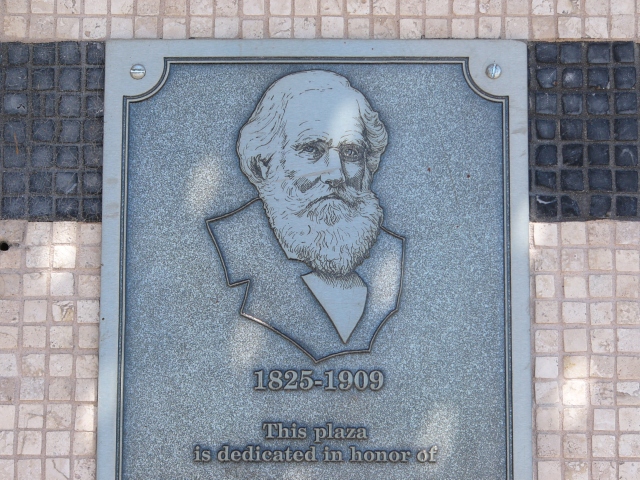 1825-1909
This plaza
is dedicated in honor of